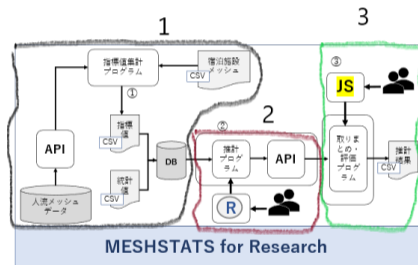 1
3
指標値集計
プログラム
宿泊施設
メッシュ
CSV
①
③
JS
2
②
API
指標
値
CSV
統計
値
CSV
DB
推計
プログ
ラム
API
取りま
とめ・
評価プ
ログラ
ム
推計
結果
CSV
人流メッシュ
データ
R
MESHSTATS for Research